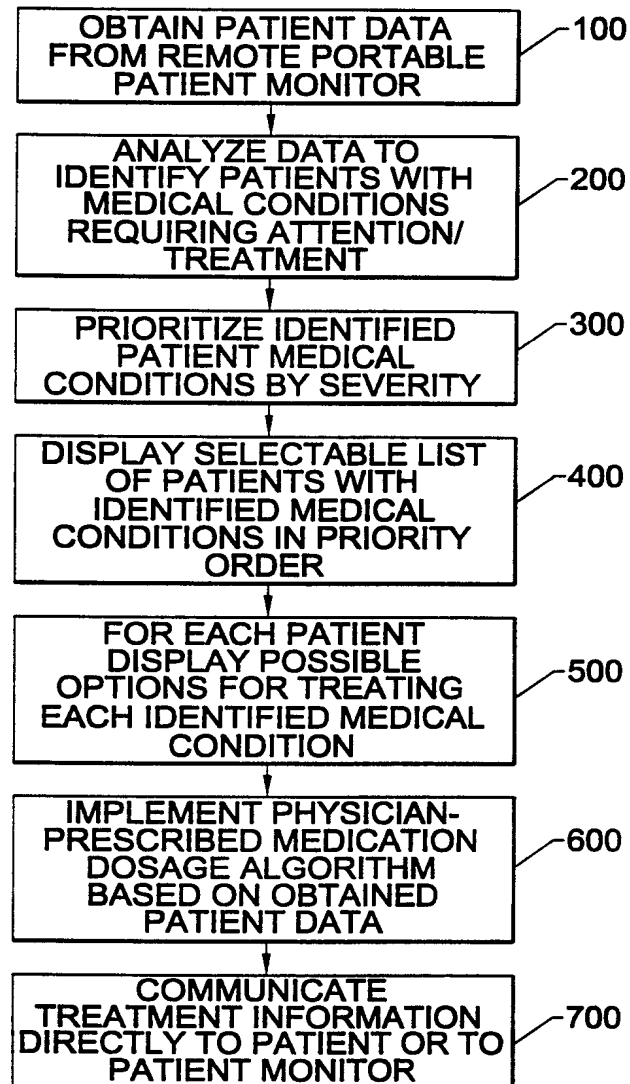 OBTAIN PATIENT DATA
FROM REMOTE PORTABLE
PATIENT MONITOR
100
ANALYZE DATA TO
IDENTIFY PATIENTS WITH
MEDICAL CONDITIONS
REQUIRING ATTENTION/
TREATMENT
200
PRIORITIZE IDENTIFIED
PATIENT MEDICAL
CONDITIONS BY SEVERITY
300
DISPLAY SELECTABLE LIST
OF PATIENTS WITH
IDENTIFIED MEDICAL
CONDITIONS IN PRIORITY
ORDER
400
FOR EACH PATIENT
DISPLAY POSSIBLE
OPTIONS FOR TREATING
EACH IDENTIFIED MEDICAL
CONDITION
500
IMPLEMENT PHYSICIAN-
PRESCRIBED MEDICATION
DOSAGE ALGORITHM
BASED ON OBTAINED
PATIENT DATA
600
COMMUNICATE
TREATMENT INFORMATION
DIRECTLY TO PATIENT OR TO
PATIENT MONITOR
700